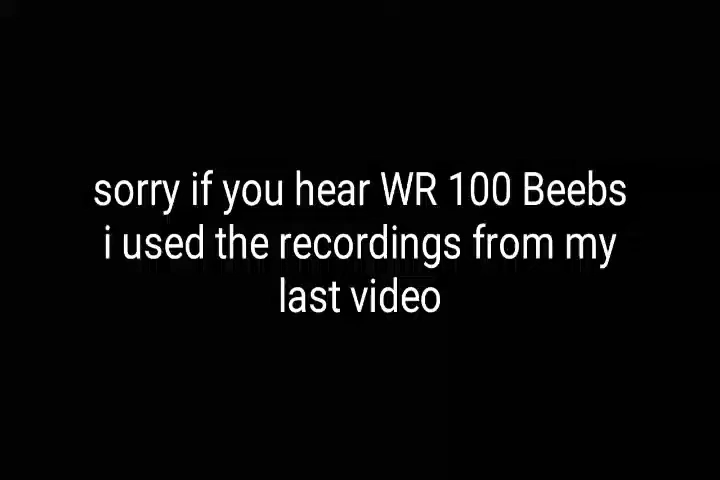 sorry if you hear WR 100 Beebs
i used the recordings from my
last video